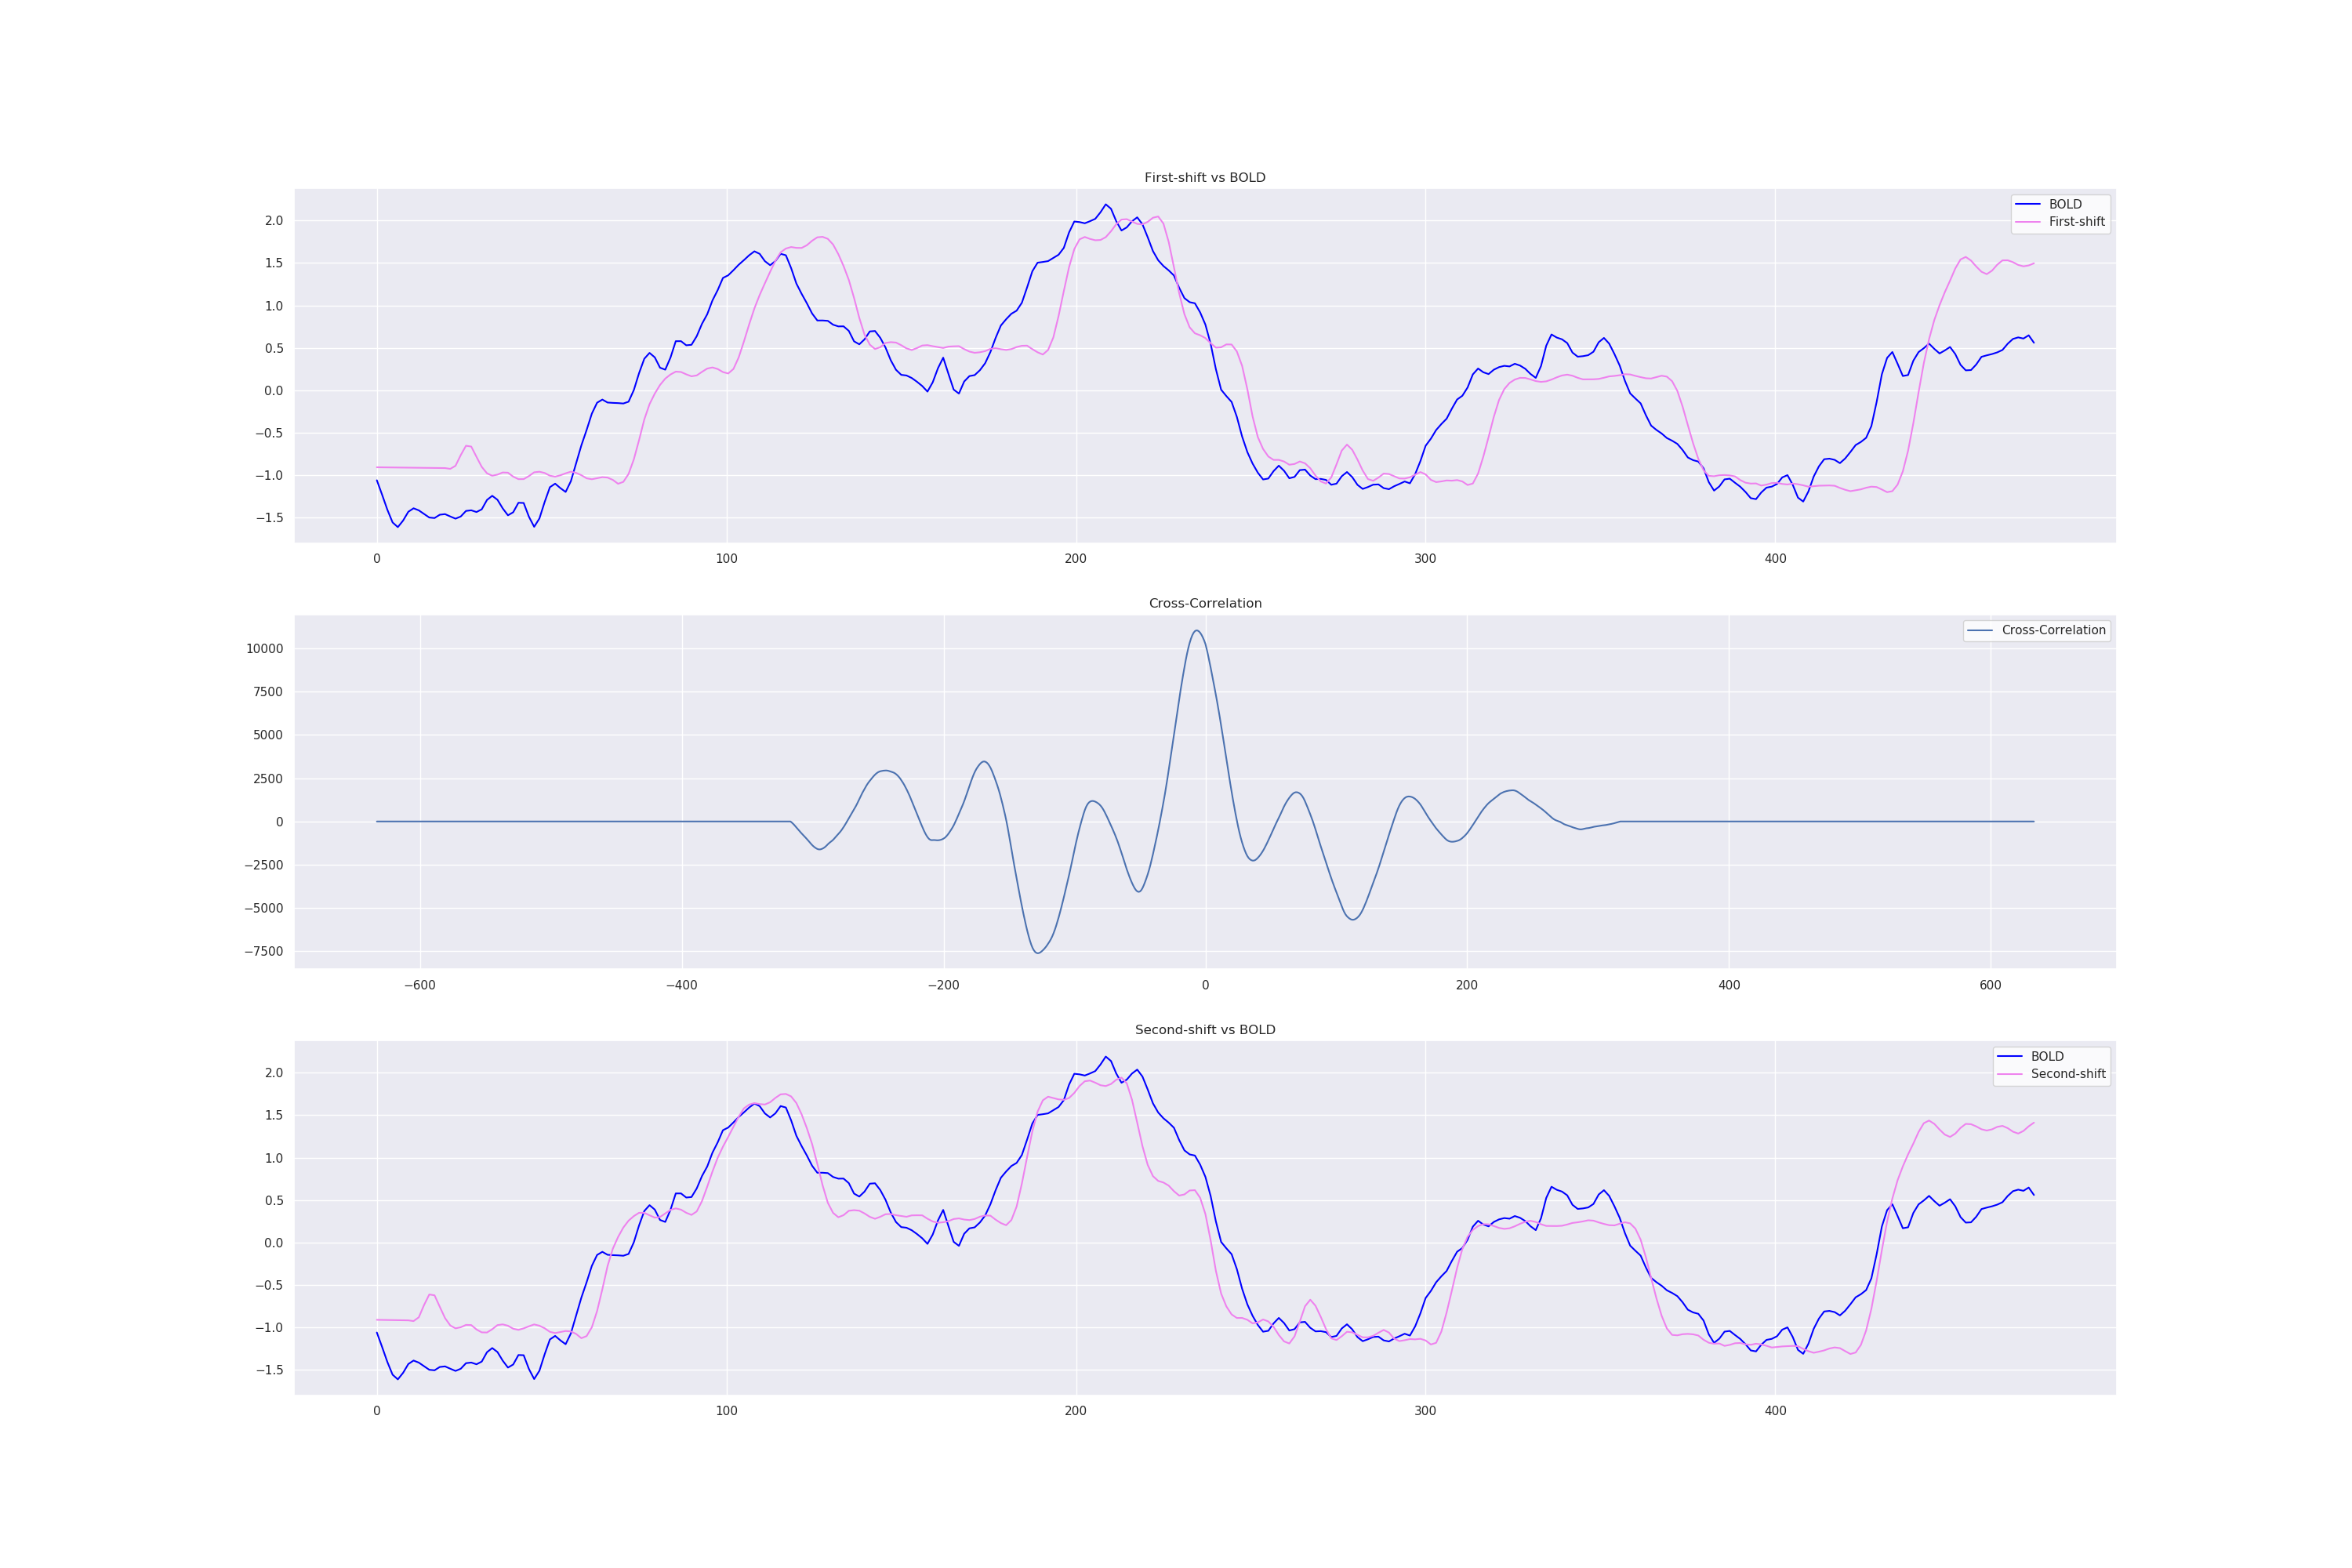 First-shift vs BOLD
BOLD
First-shift
2.0
1.5
1.0
0.5
0.0
−0.5
−1.0
−1.5
0 100 200 300 400
Cross-Correlation
Cross-Correlation
10000
7500
5000
2500
0
−2500
−5000
−7500
−600 −400 −200 0 200 400 600
Second-shift vs BOLD
BOLD
Second-shift
2.0
1.5
1.0
0.5
0.0
−0.5
−1.0
−1.5
0 100 200 300 400